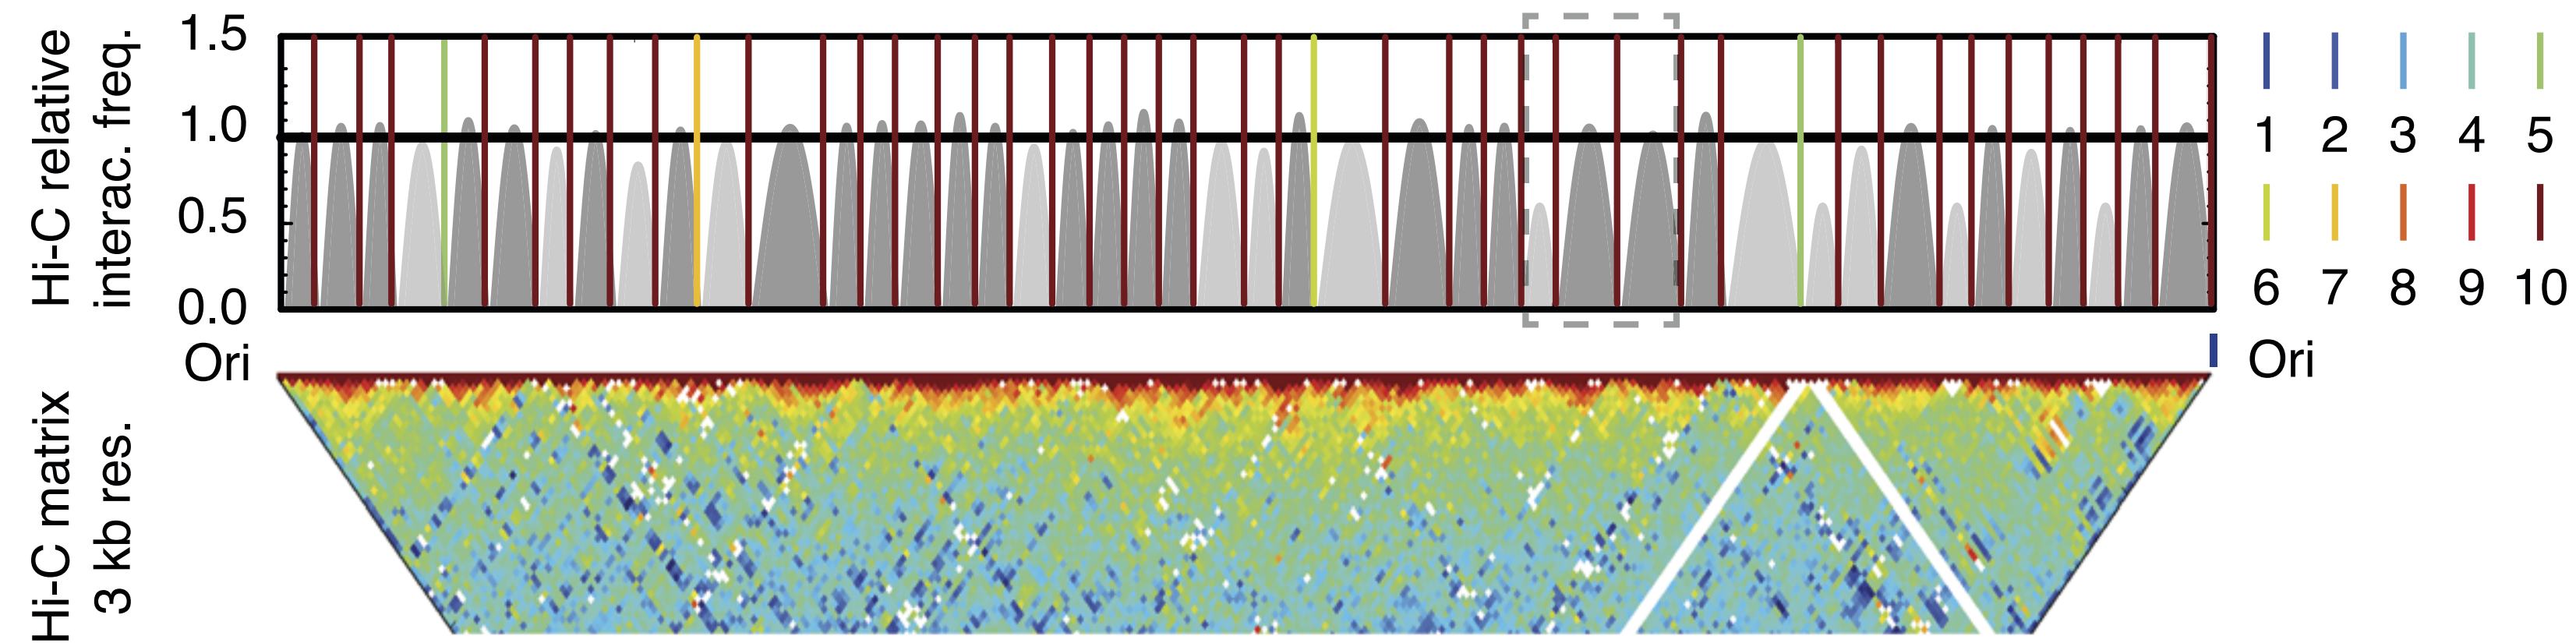 Hi-C relative
interac. freq.
1.5
1.0
0.5
0.0
1 2 3 4 5
6 7 8 9 10
Ori
Ori
Hi-C matrix
3 kb res.